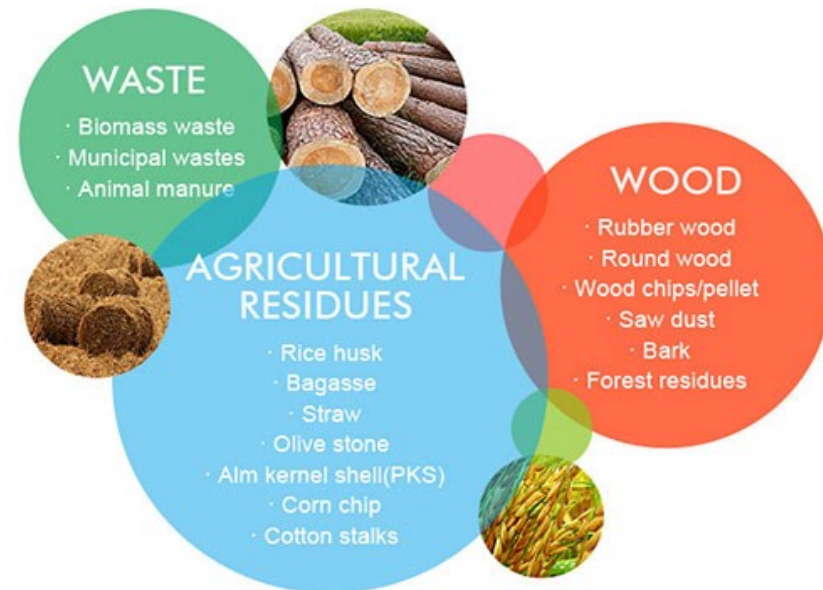 WASTE
· Biomass waste
· Municipal wastes
· Animal manure
AGRICULTURAL
RESIDUES
· Rice husk
· Bagasse
· Straw
· Olive stone
· Alm kernel shell(PKS)
· Corn chip
· Cotton stalks
WOOD
· Rubber wood
· Round wood
· Wood chips/pellet
· Saw dust
· Bark
· Forest residues